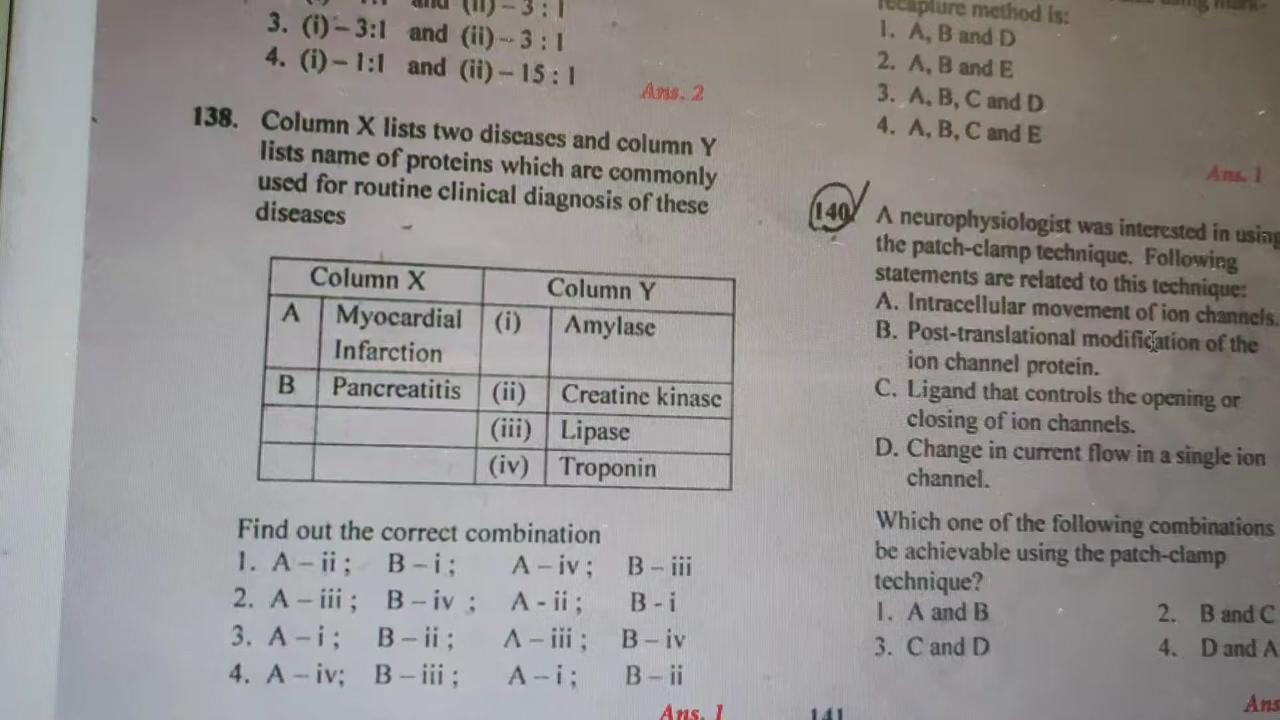 and (ii) – 3 : 1
3. (i) – 3:1 and (ii) – 3 : 1
4. (i) – 1:1 and (ii) – 15 : 1
Ans. 2
138. Column X lists two diseases and column Y
lists name of proteins which are commonly
used for routine clinical diagnosis of these
diseases
Column X Column Y
A Myocardial (i) Amylase
Infarction
B Pancreatitis (ii) Creatine kinase
(iii) Lipase
(iv) Troponin
Find out the correct combination
1. A – ii ; B – i ; A – iv ; B – iii
2. A – iii ; B – iv ; A - ii ; B - i
3. A – i ; B – ii ; A – iii ; B – iv
4. A – iv; B – iii ; A – i ; B – ii
Ans. 1
recapture method is:
1. A, B and D
2. A, B and E
3. A, B, C and D
4. A, B, C and E
Ans. 1
140 A neurophysiologist was interested in using
the patch-clamp technique. Following
statements are related to this technique:
A. Intracellular movement of ion channels.
B. Post-translational modification of the
ion channel protein.
C. Ligand that controls the opening or
closing of ion channels.
D. Change in current flow in a single ion
channel.
Which one of the following combinations
be achievable using the patch-clamp
technique?
1. A and B 2. B and C
3. C and D 4. D and A
Ans
141